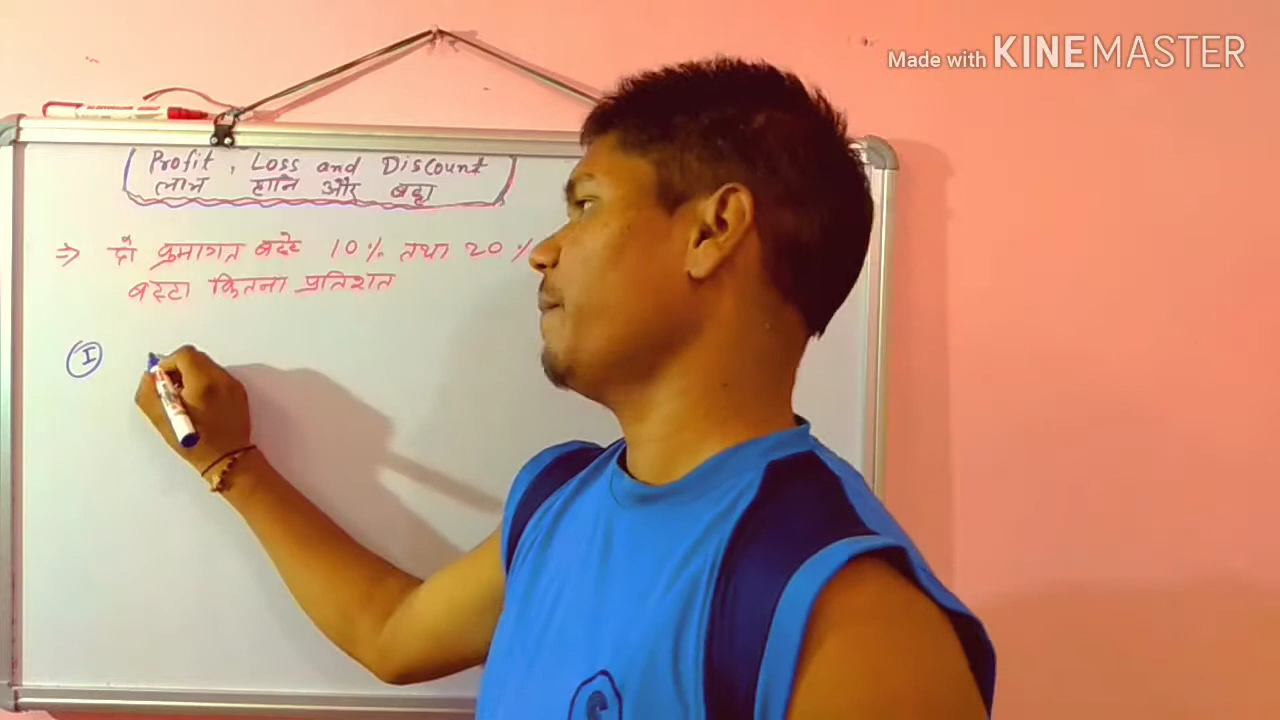 Made with KINEMASTER
Profit, Loss and Discount
लाभ हानि और बट्टा
⇒ दो क्रमागत बट्टे 10% तथा 20%
बट्टा कितना प्रतिशत
I